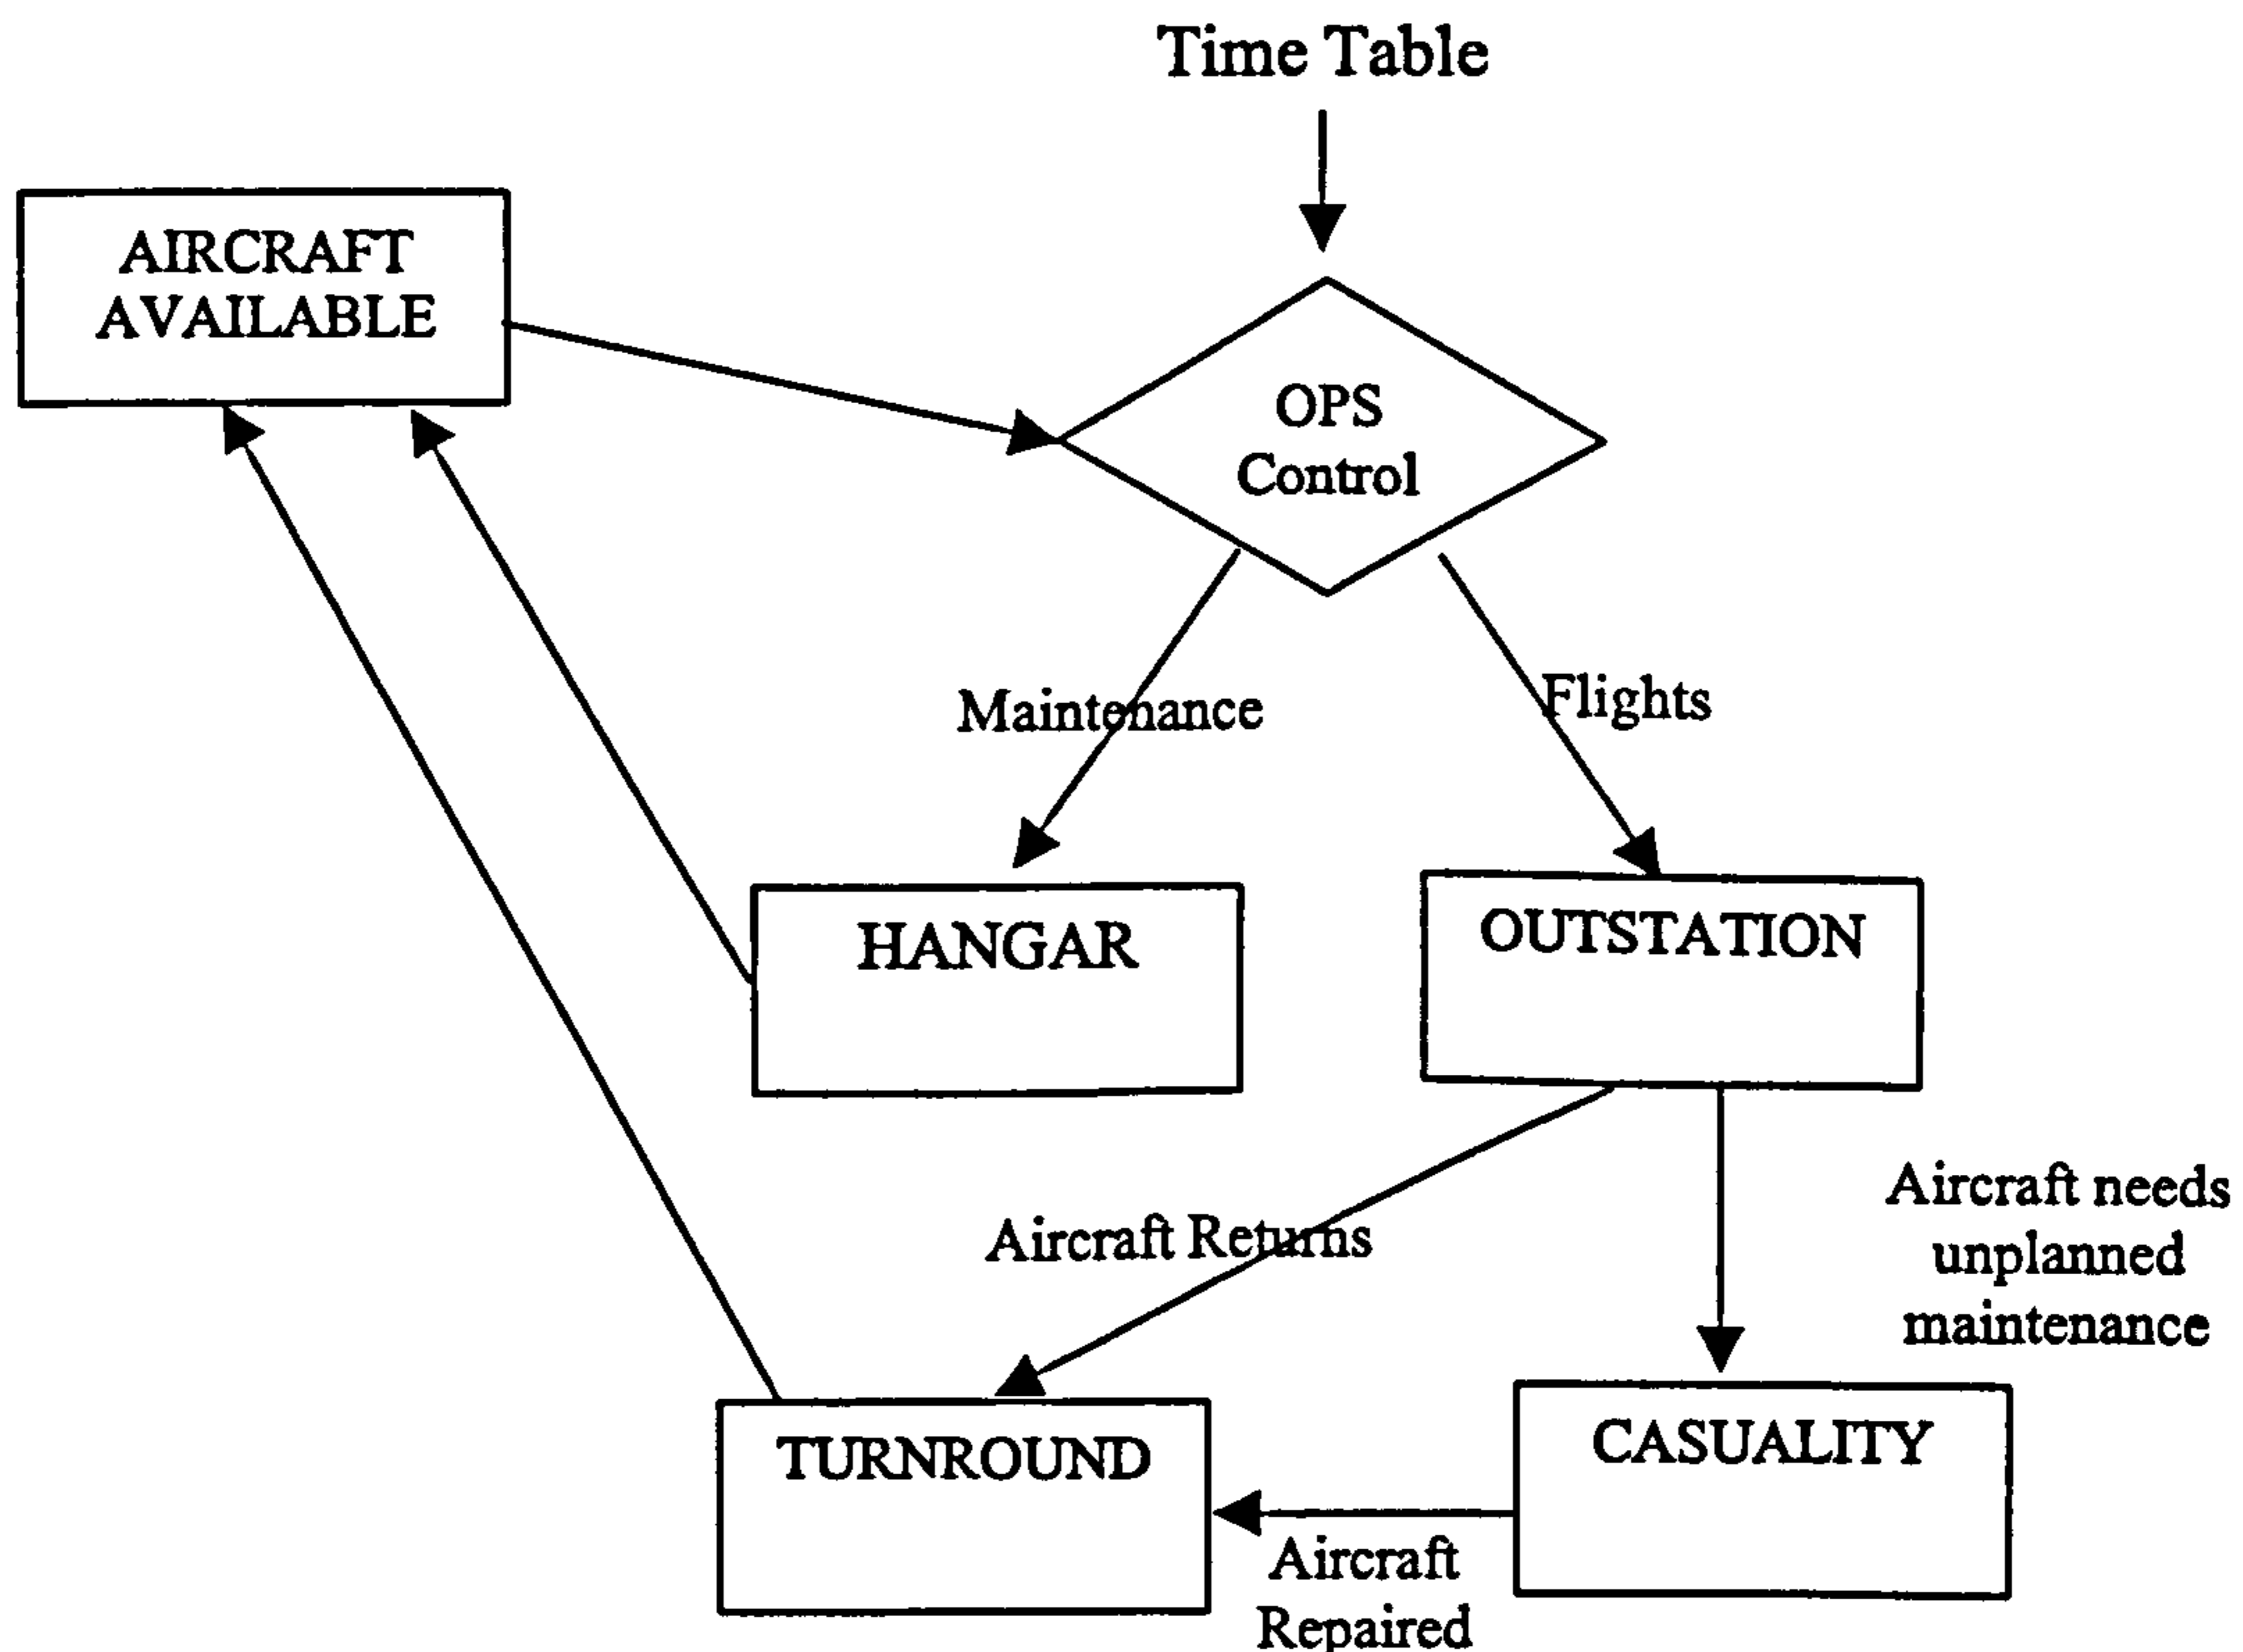 Time Table
AIRCRAFT
AVAILABLE
OPS
Control
Maintenance
Flights
HANGAR
OUTSTATION
Aircraft Returns
Aircraft needs
unplanned
maintenance
TURNROUND
CASUALITY
Aircraft
Repaired